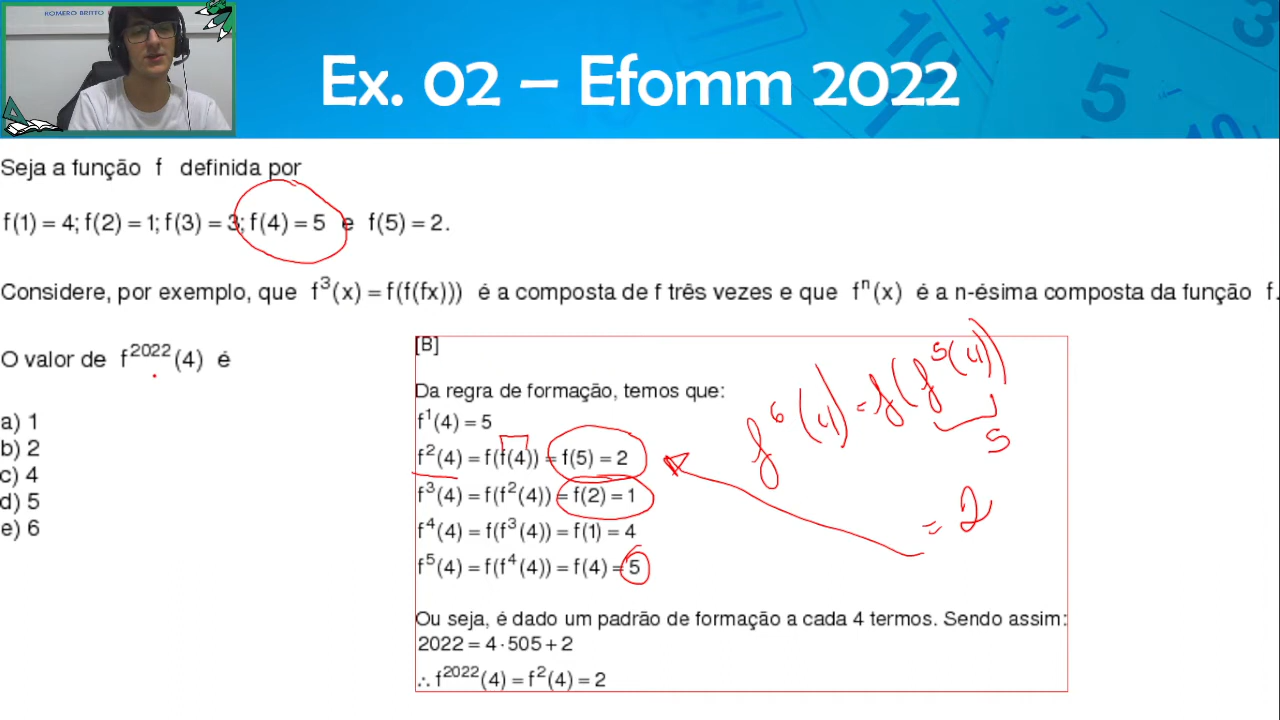 ROMERO BRITTO
Ex. 02 – Efomm 2022
Seja a função f definida por
f(1) = 4; f(2) = 1; f(3) = 3; f(4) = 5 e f(5) = 2.
Considere, por exemplo, que f³(x) = f(f(fx))) é a composta de f três vezes e que fⁿ(x) é a n-ésima composta da função f.
O valor de f²⁰²²(4) é
a) 1
b) 2
c) 4
d) 5
e) 6
[B]
Da regra de formação, temos que:
f¹(4) = 5
f²(4) = f(f(4)) = f(5) = 2
f³(4) = f(f²(4)) = f(2) = 1
f⁴(4) = f(f³(4)) = f(1) = 4
f⁵(4) = f(f⁴(4)) = f(4) = 5
Ou seja, é dado um padrão de formação a cada 4 termos. Sendo assim:
2022 = 4 · 505 + 2
∴ f²⁰²²(4) = f²(4) = 2
f⁶(4) = f(f⁵(4))
5
= 2